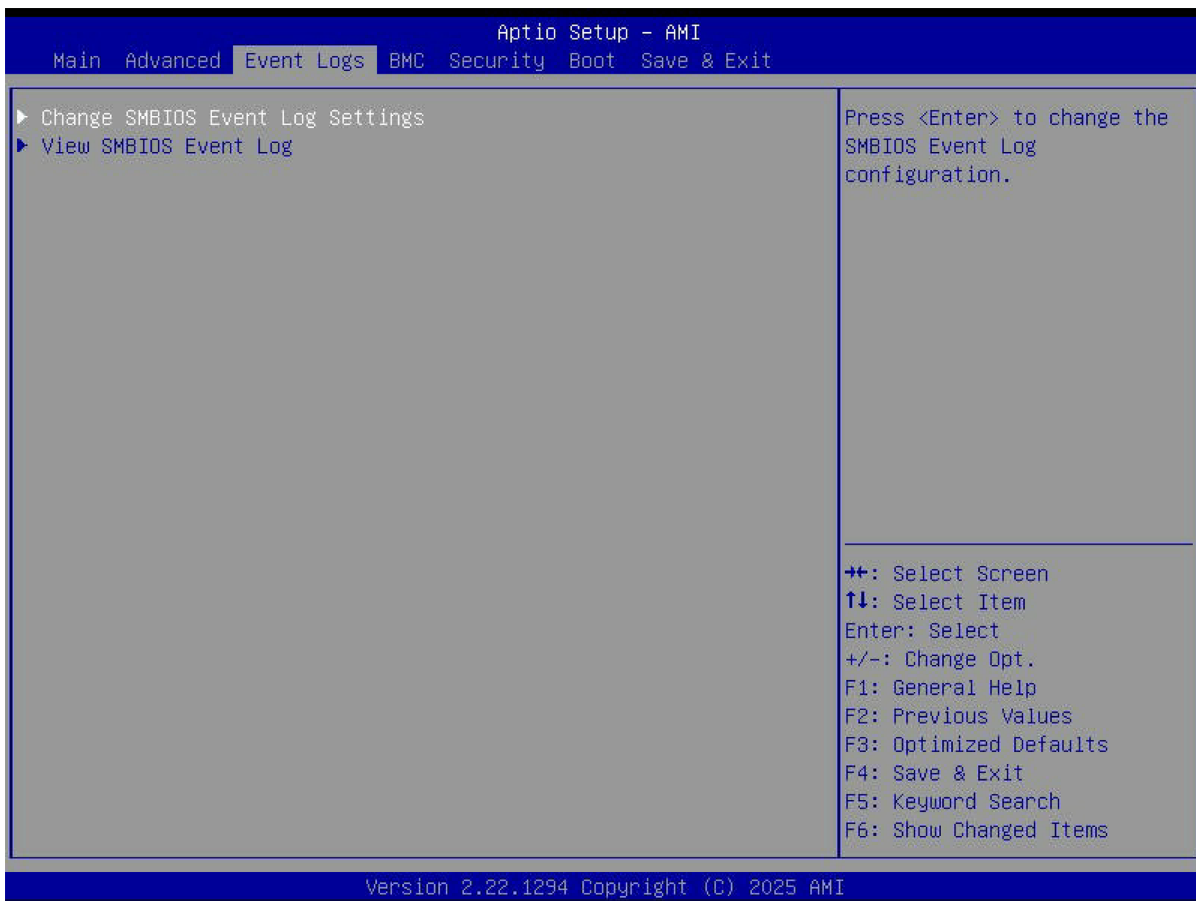 Aptio Setup – AMI
Main Advanced Event Logs BMC Security Boot Save & Exit
▶ Change SMBIOS Event Log Settings
▶ View SMBIOS Event Log
Press <Enter> to change the
SMBIOS Event Log
configuration.
→←: Select Screen
↑↓: Select Item
Enter: Select
+/-: Change Opt.
F1: General Help
F2: Previous Values
F3: Optimized Defaults
F4: Save & Exit
F5: Keyword Search
F6: Show Changed Items
Version 2.22.1294 Copyright (C) 2025 AMI